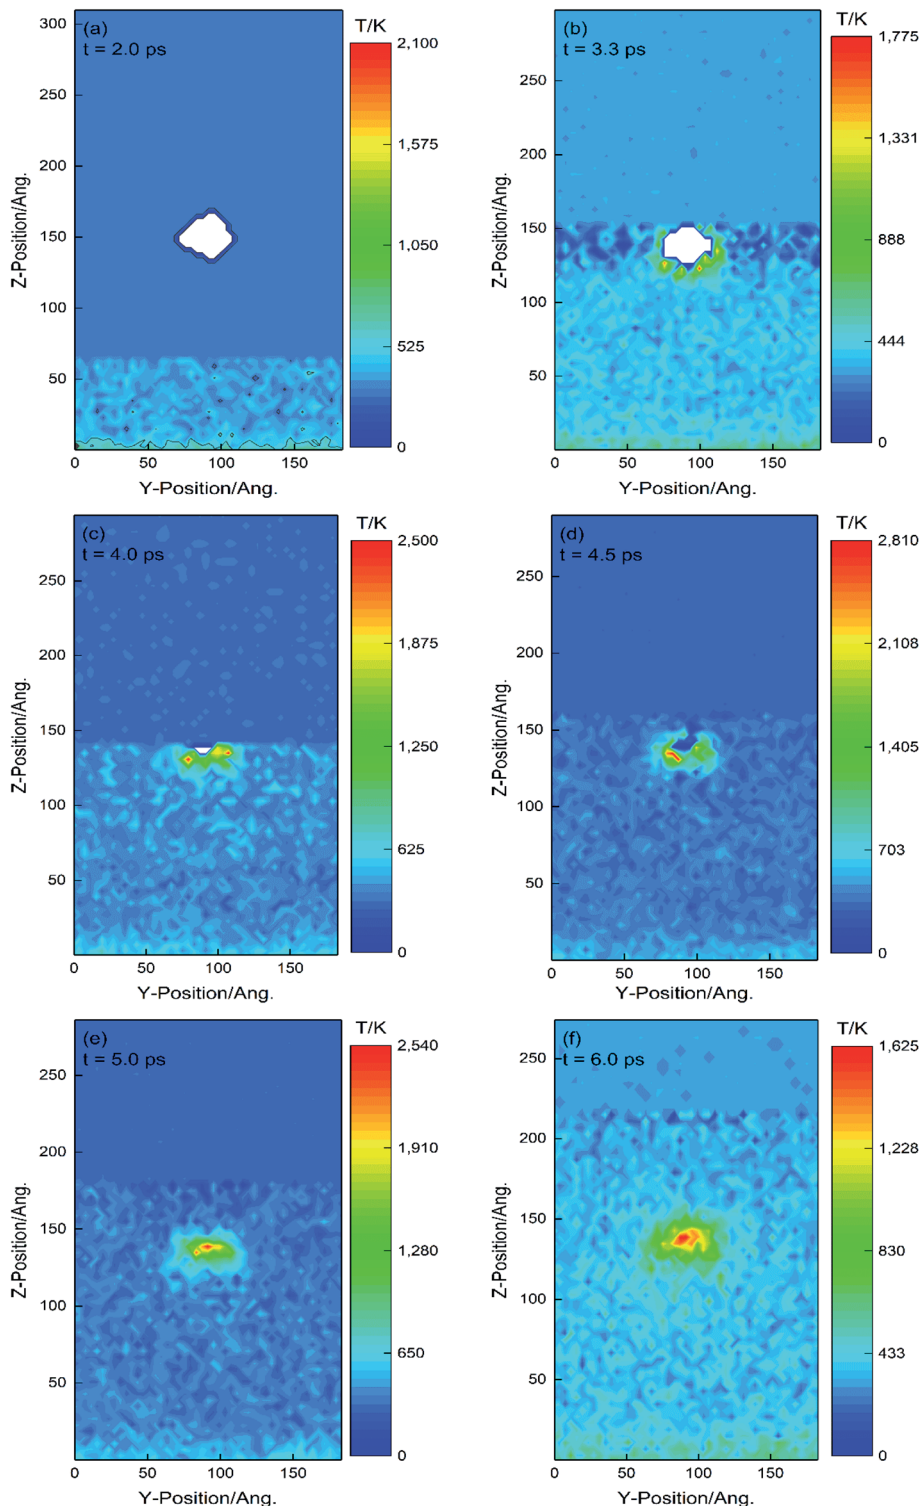 (a)
t = 2.0 ps
T/K
2,100
1,575
1,050
525
0
300
250
200
150
100
50
0
50
100
150
Z-Position/Ang.
Y-Position/Ang.
(b)
t = 3.3 ps
T/K
1,775
1,331
888
444
0
250
200
150
100
50
0
50
100
150
Z-Position/Ang.
Y-Position/Ang.
(c)
t = 4.0 ps
T/K
2,500
1,875
1,250
625
0
250
200
150
100
50
0
50
100
150
Z-Position/Ang.
Y-Position/Ang.
(d)
t = 4.5 ps
T/K
2,810
2,108
1,405
703
0
250
200
150
100
50
0
50
100
150
Z-Position/Ang.
Y-Position/Ang.
(e)
t = 5.0 ps
T/K
2,540
1,910
1,280
650
0
250
200
150
100
50
0
50
100
150
Z-Position/Ang.
Y-Position/Ang.
(f)
t = 6.0 ps
T/K
1,625
1,228
830
433
0
250
200
150
100
50
0
50
100
150
Z-Position/Ang.
Y-Position/Ang.